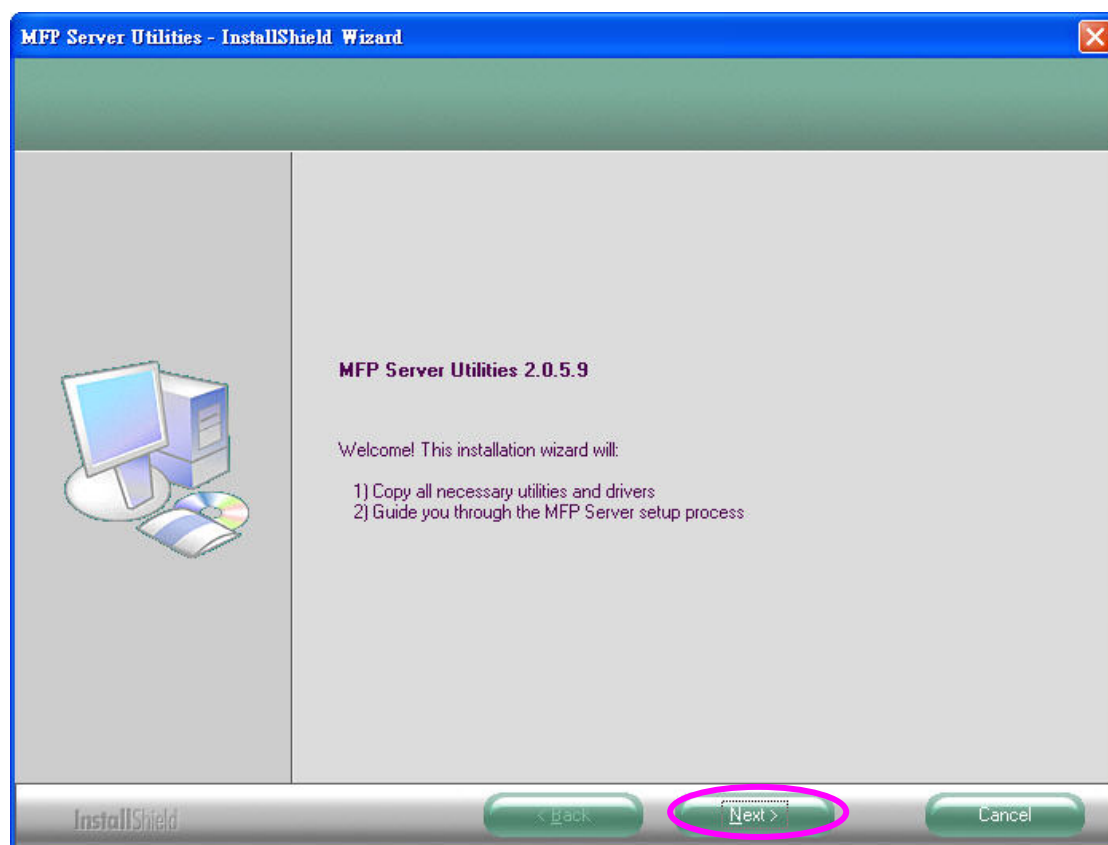 MFP Server Utilities - InstallShield Wizard
MFP Server Utilities 2.0.5.9
Welcome! This installation wizard will:
1) Copy all necessary utilities and drivers
2) Guide you through the MFP Server setup process
InstallShield
< Back
Next >
Cancel